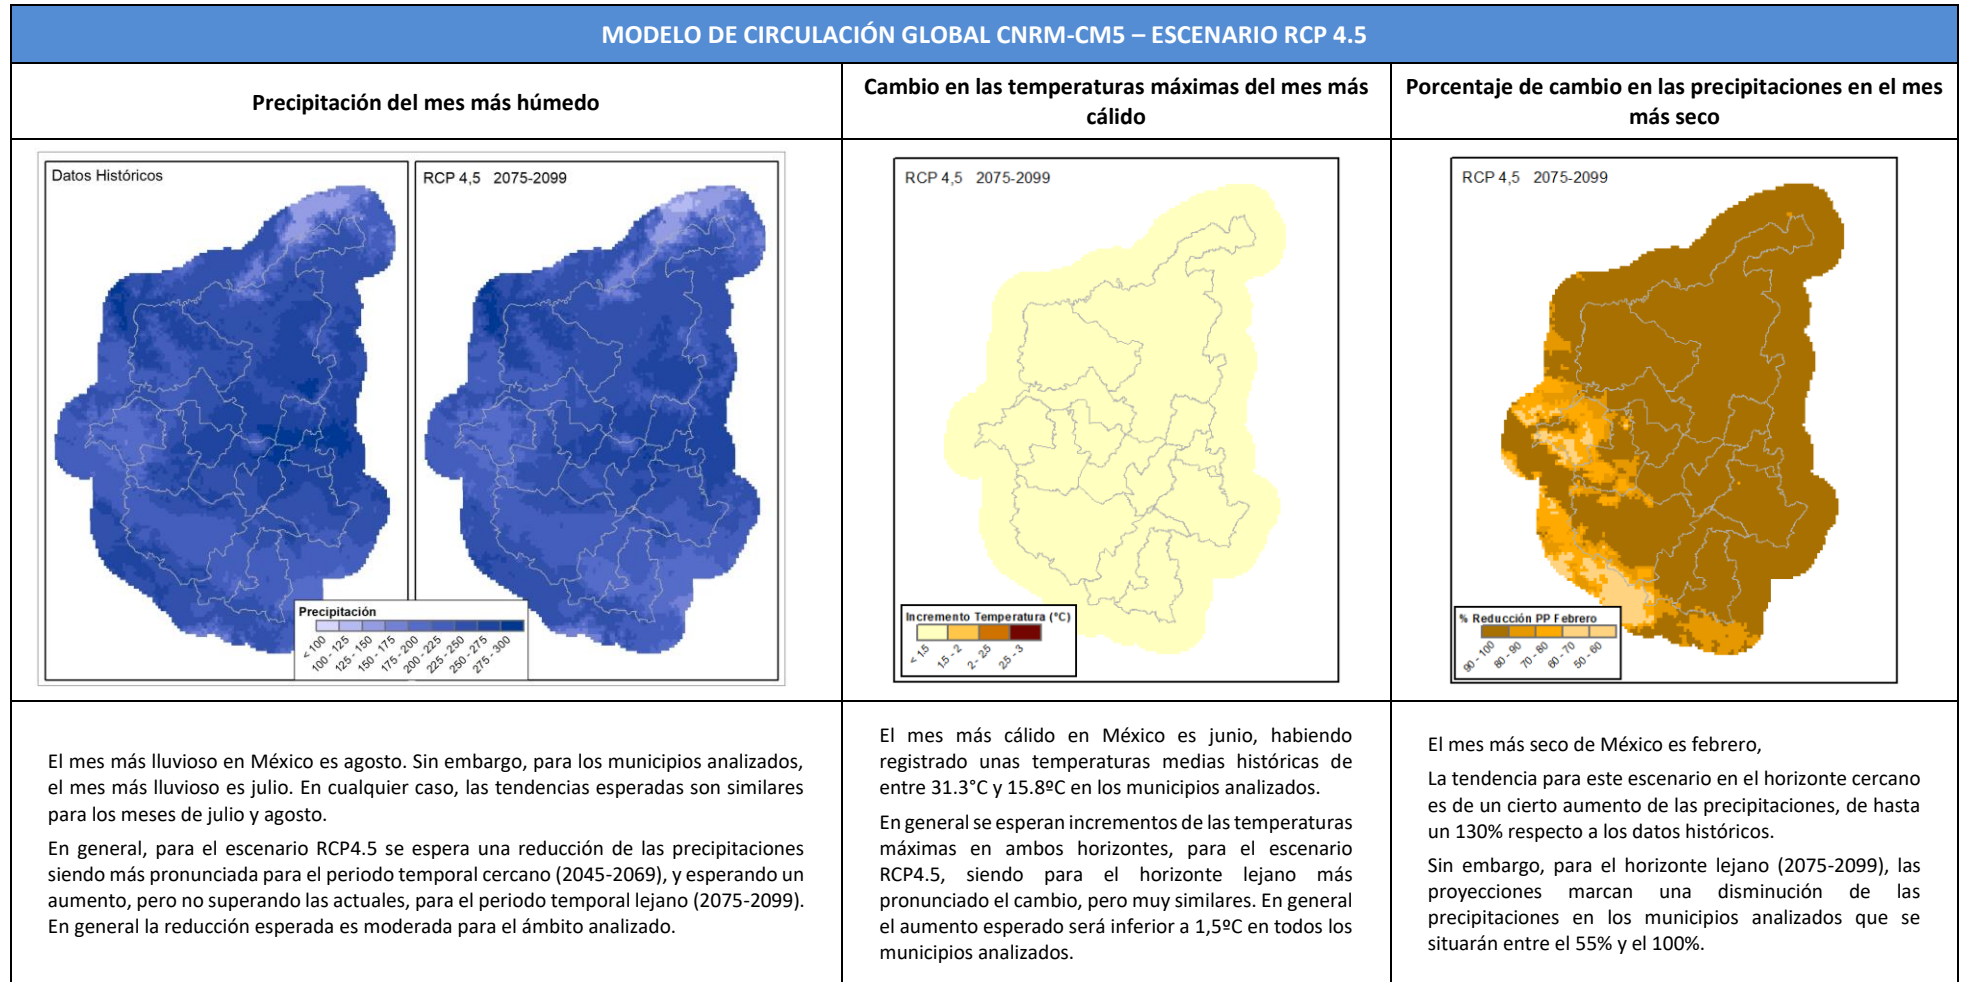 MODELO DE CIRCULACIÓN GLOBAL CNRM-CM5 – ESCENARIO RCP 4.5
Precipitación del mes más húmedo
Cambio en las temperaturas máximas del mes más
cálido
Porcentaje de cambio en las precipitaciones en el mes
más seco
Datos Históricos
RCP 4,5 2075-2099
Precipitación
< 100
100 - 125
125 - 150
150 - 175
175 - 200
200 - 225
225 - 250
250 - 275
275 - 300
RCP 4,5 2075-2099
Incremento Temperatura (°C)
< 1.5
1.5 - 2
2 - 2.5
2.5 - 3
RCP 4,5 2075-2099
% Reducción PP Febrero
90 - 100
80 - 90
70 - 80
60 - 70
50 - 60
El mes más lluvioso en México es agosto. Sin embargo, para los municipios analizados,
el mes más lluvioso es julio. En cualquier caso, las tendencias esperadas son similares
para los meses de julio y agosto.
En general, para el escenario RCP4.5 se espera una reducción de las precipitaciones
siendo más pronunciada para el periodo temporal cercano (2045-2069), y esperando un
aumento, pero no superando las actuales, para el periodo temporal lejano (2075-2099).
En general la reducción esperada es moderada para el ámbito analizado.
El mes más cálido en México es junio, habiendo
registrado unas temperaturas medias históricas de
entre 31.3°C y 15.8ºC en los municipios analizados.
En general se esperan incrementos de las temperaturas
máximas en ambos horizontes, para el escenario
RCP4.5, siendo para el horizonte lejano más
pronunciado el cambio, pero muy similares. En general
el aumento esperado será inferior a 1,5ºC en todos los
municipios analizados.
El mes más seco de México es febrero,
La tendencia para este escenario en el horizonte cercano
es de un cierto aumento de las precipitaciones, de hasta
un 130% respecto a los datos históricos.
Sin embargo, para el horizonte lejano (2075-2099), las
proyecciones marcan una disminución de las
precipitaciones en los municipios analizados que se
situarán entre el 55% y el 100%.